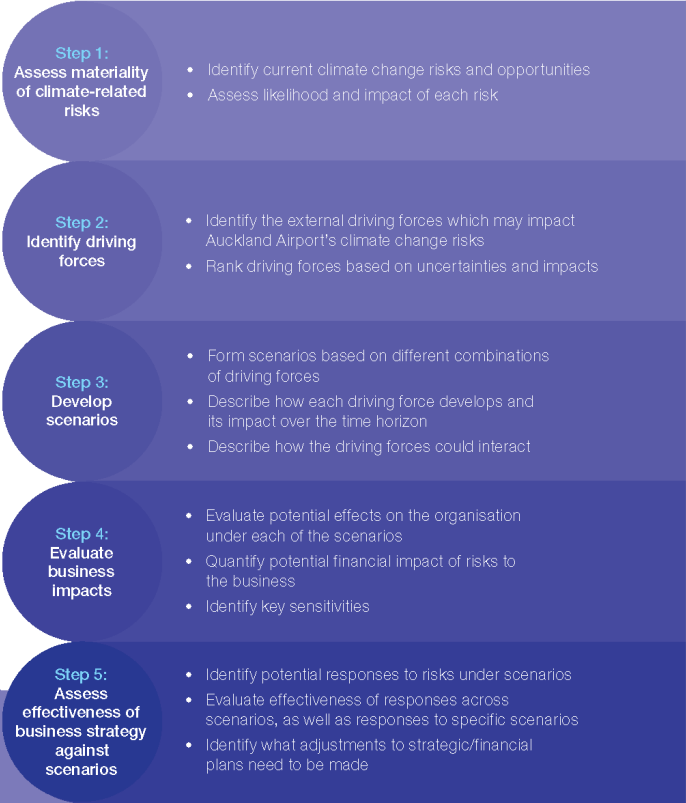 Step 1:
Assess materiality
of climate-related
risks
• Identify current climate change risks and opportunities
• Assess likelihood and impact of each risk
Step 2:
Identify driving
forces
• Identify the external driving forces which may impact
Auckland Airport's climate change risks
• Rank driving forces based on uncertainties and impacts
Step 3:
Develop
scenarios
• Form scenarios based on different combinations
of driving forces
• Describe how each driving force develops and
its impact over the time horizon
• Describe how the driving forces could interact
Step 4:
Evaluate
business
impacts
• Evaluate potential effects on the organisation
under each of the scenarios
• Quantify potential financial impact of risks to
the business
• Identify key sensitivities
Step 5:
Assess
effectiveness of
business strategy
against
scenarios
• Identify potential responses to risks under scenarios
• Evaluate effectiveness of responses across
scenarios, as well as responses to specific scenarios
• Identify what adjustments to strategic/financial
plans need to be made